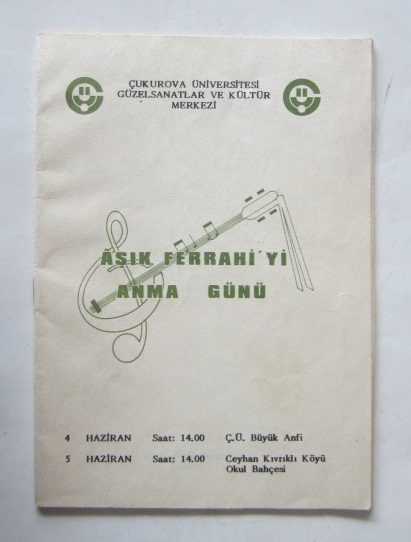 ÇUKUROVA ÜNİVERSİTESİ
GÜZELSANATLAR VE KÜLTÜR
MERKEZİ
ÂŞIK FERRAHİ'Yİ
ANMA GÜNÜ
4 HAZİRAN Saat: 14.00 Ç.Ü. Büyük Anfi
5 HAZİRAN Saat: 14.00 Ceyhan Kıvrıklı Köyü
Okul Bahçesi